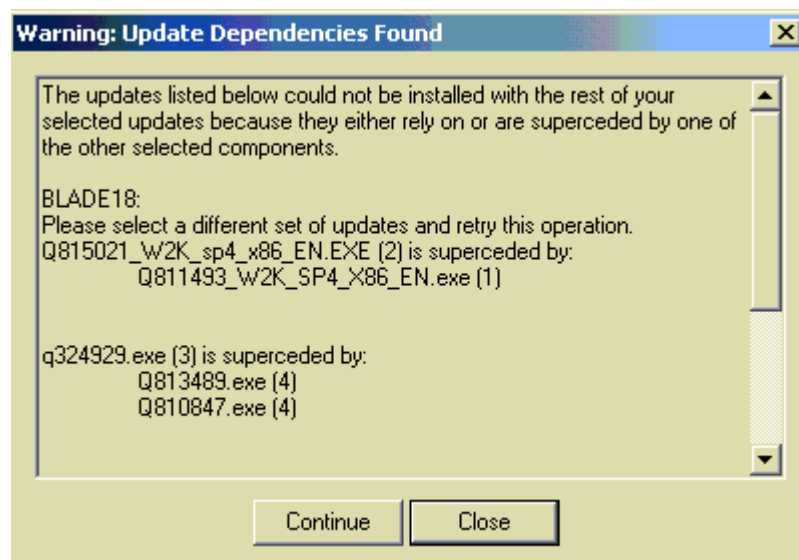 Warning: Update Dependencies Found
The updates listed below could not be installed with the rest of your
selected updates because they either rely on or are superceded by one of
the other selected components.
BLADE18:
Please select a different set of updates and retry this operation.
Q815021_W2K_sp4_x86_EN.EXE (2) is superceded by:
Q811493_W2K_SP4_X86_EN.exe (1)
q324929.exe (3) is superceded by:
Q813489.exe (4)
Q810847.exe (4)
Continue
Close